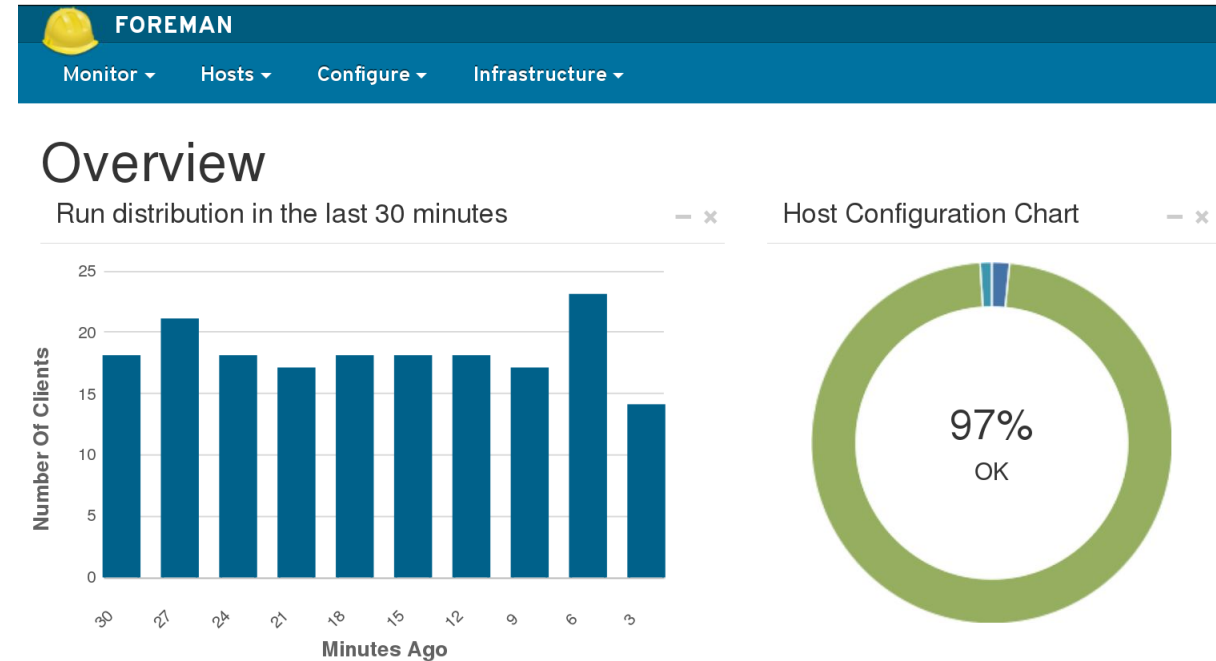 FOREMAN
Monitor Hosts Configure Infrastructure
Overview
Run distribution in the last 30 minutes
Host Configuration Chart
25
20
15
10
5
0
Number Of Clients
30 27 24 21 18 15 12 9 6 3
Minutes Ago
97%
OK